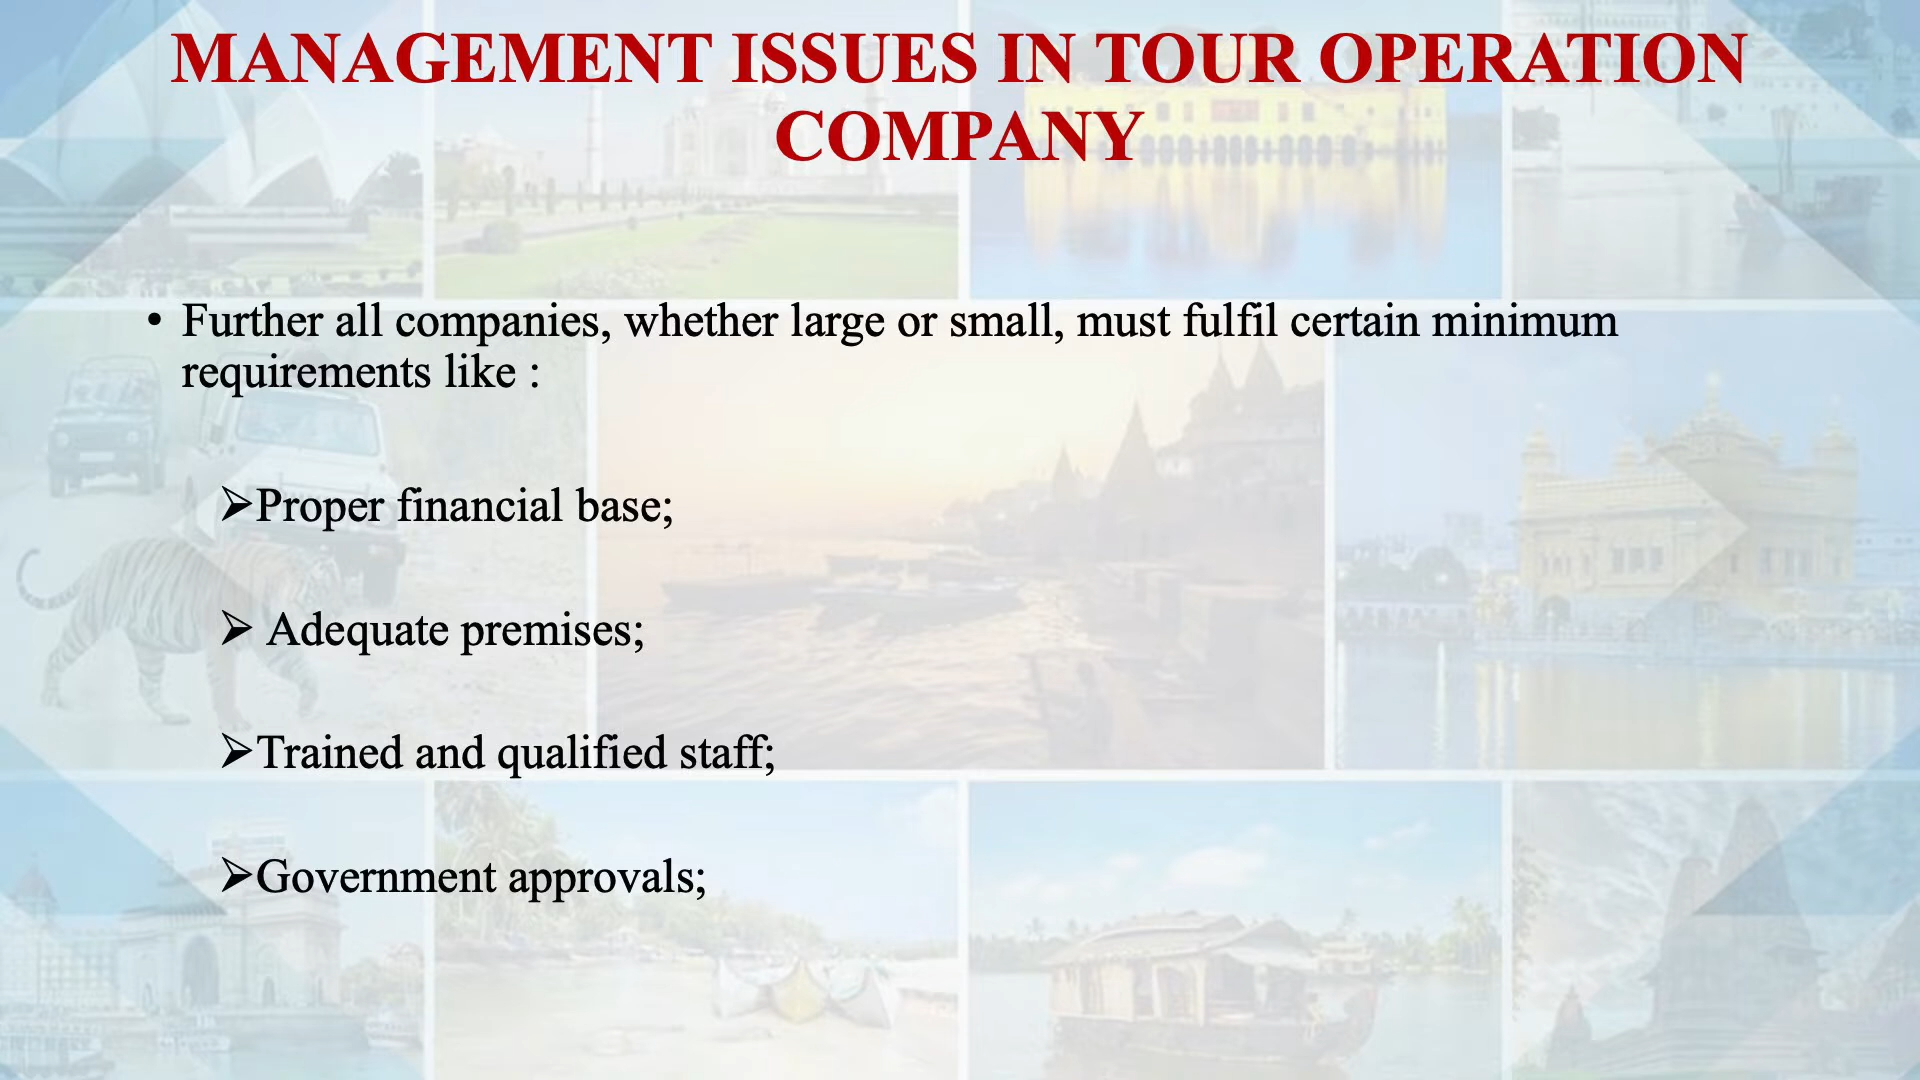 MANAGEMENT ISSUES IN TOUR OPERATION
COMPANY
• Further all companies, whether large or small, must fulfil certain minimum
requirements like :
➢Proper financial base;
➢ Adequate premises;
➢Trained and qualified staff;
➢Government approvals;